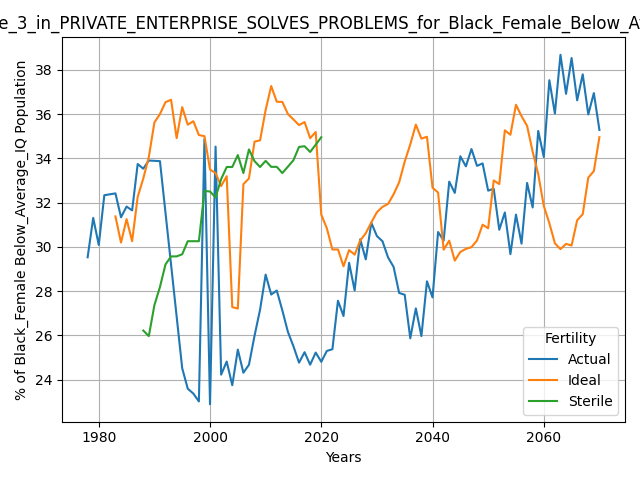 e_3_in_PRIVATE_ENTERPRISE_SOLVES_PROBLEMS_for_Black_Female_Below_A
% of Black_Female Below_Average_IQ Population
38
36
34
32
30
28
26
24
1980
2000
2020
2040
2060
Years
Fertility
Actual
Ideal
Sterile